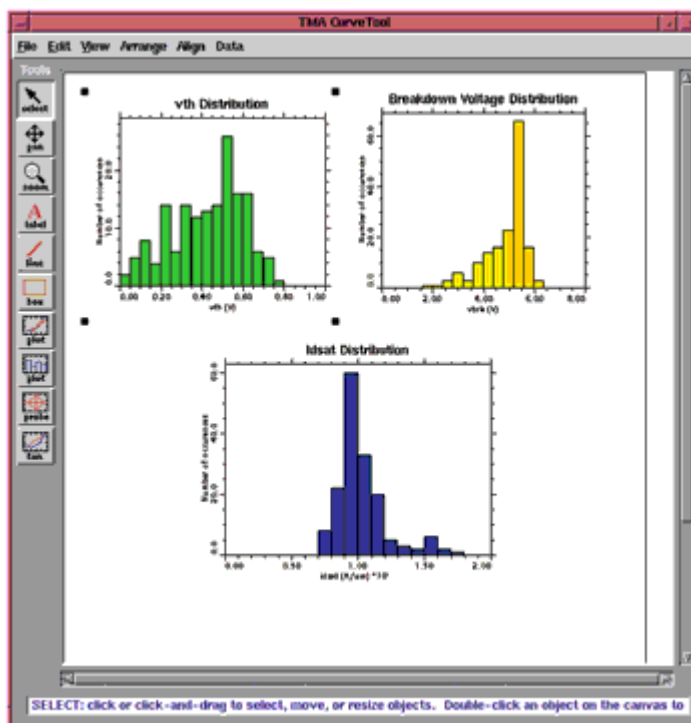 TMA CurveTool
File Edit View Arrange Align Data
Tools
select
pan
zoom
label
line
box
plot
plot
probe
vth Distribution
Number of occurrences
20.0
10.0
0.0
0.00 0.20 0.40 0.60 0.80 1.00
vth (V)
Breakdown Voltage Distribution
Number of occurrences
60.0
40.0
20.0
0.0
0.00 2.00 4.00 6.00 8.00
(V)
Idsat Distribution
Number of occurrences
60.0
40.0
20.0
0.0
0.00 0.50 1.00 1.50 2.00
SELECT: click or click-and-drag to select, move, or resize objects. Double-click an object on the canvas to